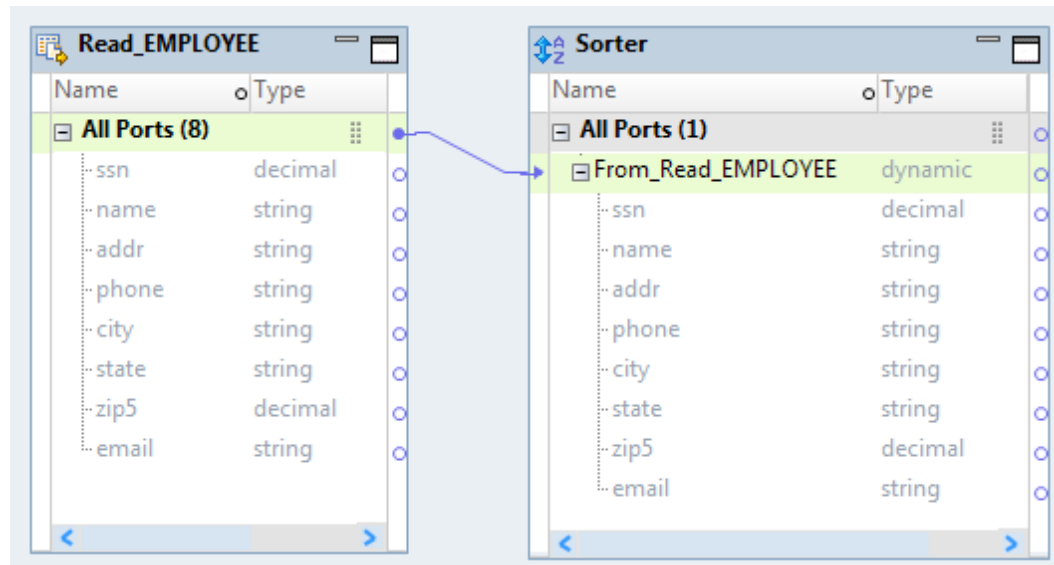 Read_EMPLOYEE
Name Type
All Ports (8)
ssn decimal
name string
addr string
phone string
city string
state string
zip5 decimal
email string
Sorter
Name Type
All Ports (1)
From_Read_EMPLOYEE dynamic
ssn decimal
name string
addr string
phone string
city string
state string
zip5 decimal
email string